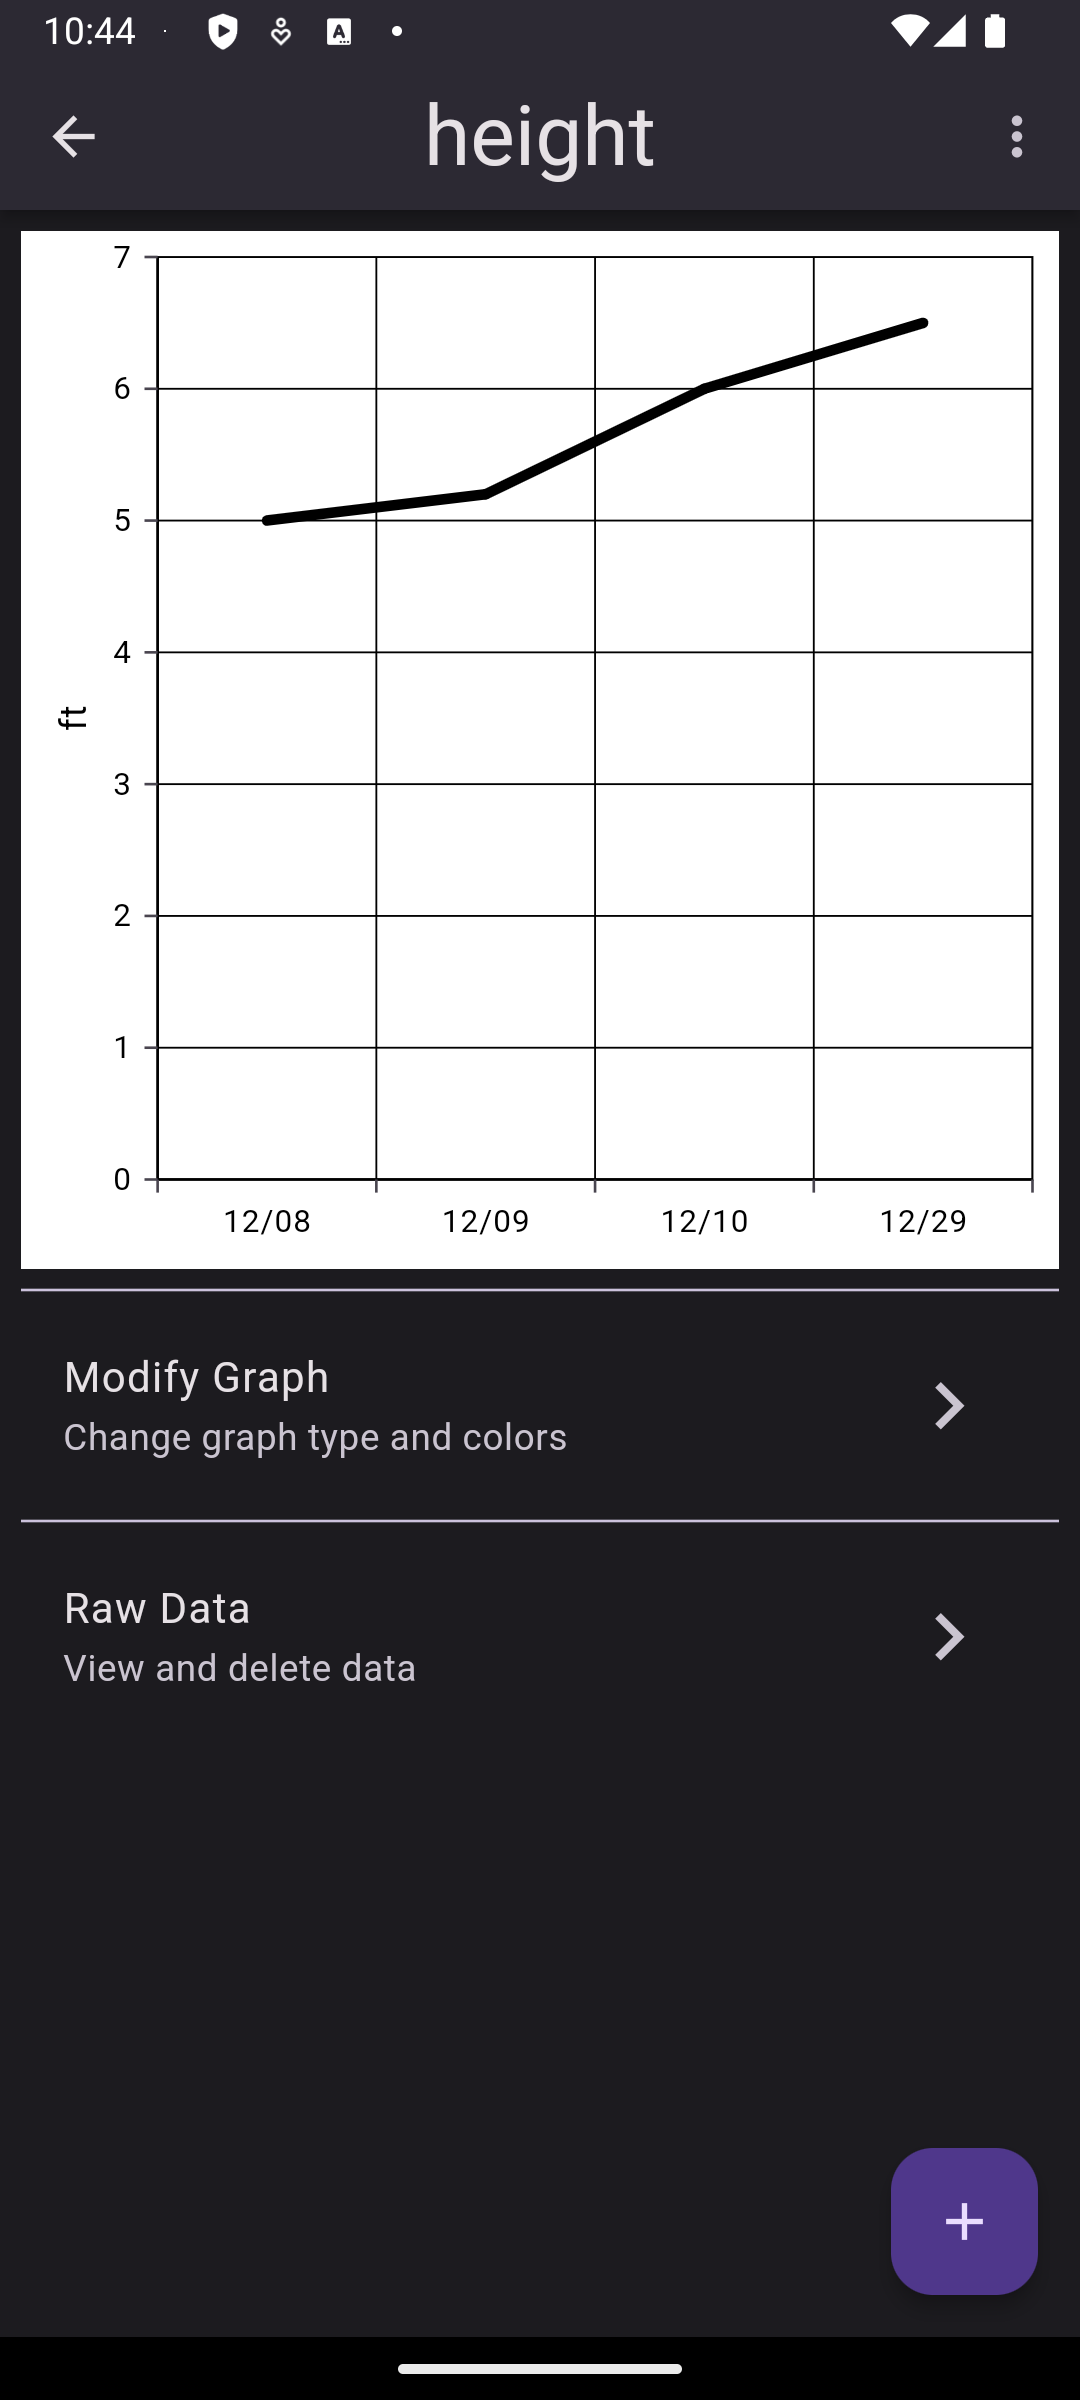 10:44
height
7
6
5
4
3
2
1
0
ft
12/08 12/09 12/10 12/29
Modify Graph
Change graph type and colors
Raw Data
View and delete data